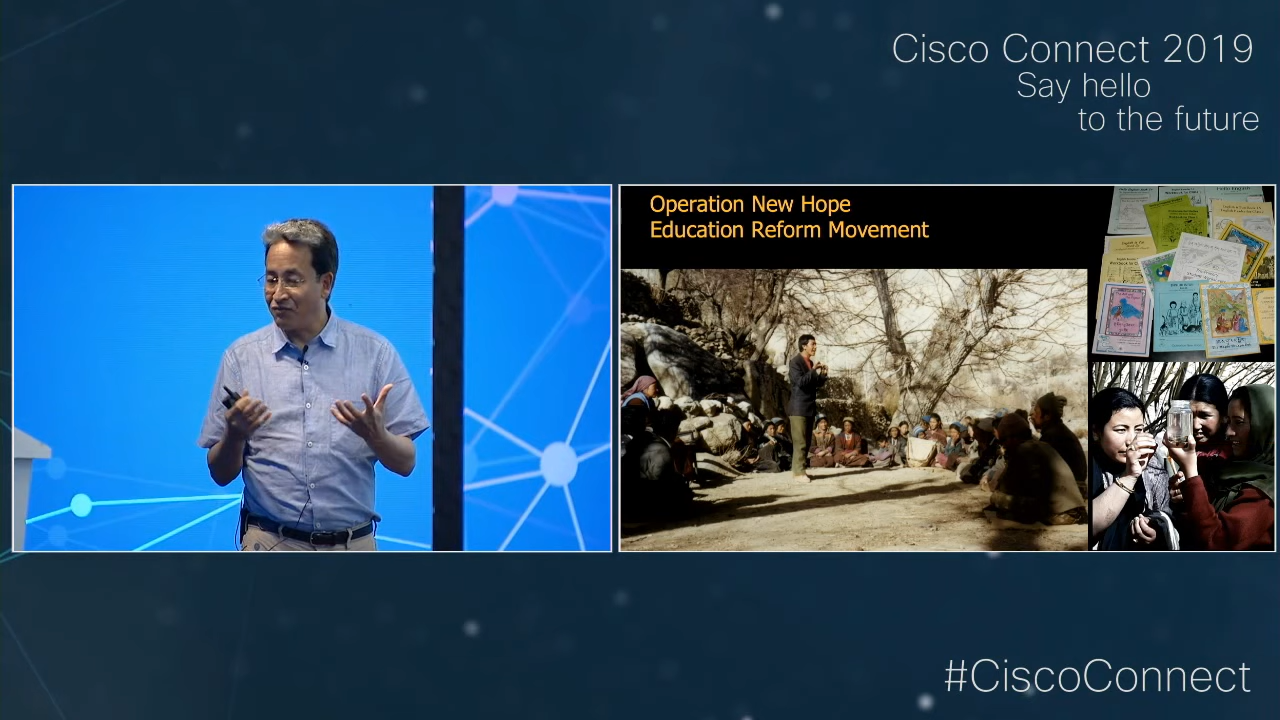 Cisco Connect 2019
Say hello
to the future
Operation New Hope
Education Reform Movement
#CiscoConnect